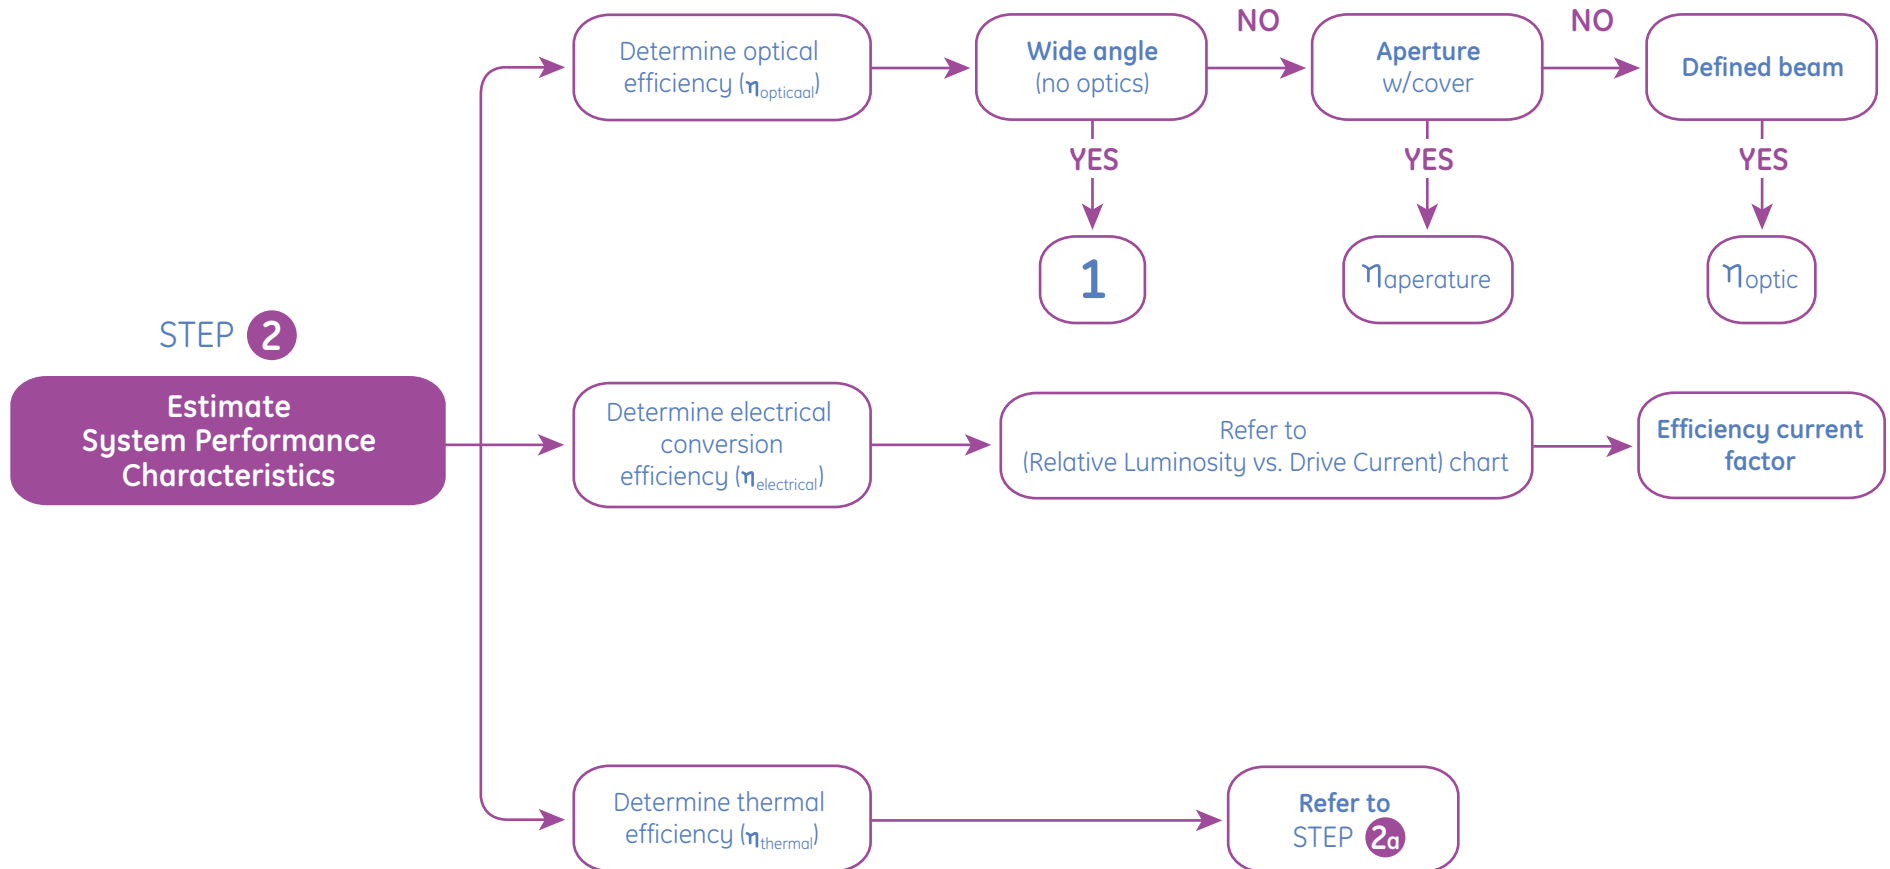 Determine optical
efficiency (ηopticaal)
Wide angle
(no optics)
NO
Aperture
w/cover
NO
Defined beam
YES
YES
YES
1
ηaperature
ηoptic
STEP 2
Estimate
System Performance
Characteristics
Determine electrical
conversion
efficiency (ηelectrical)
Refer to
(Relative Luminosity vs. Drive Current) chart
Efficiency current
factor
Determine thermal
efficiency (ηthermal)
Refer to
STEP 2a